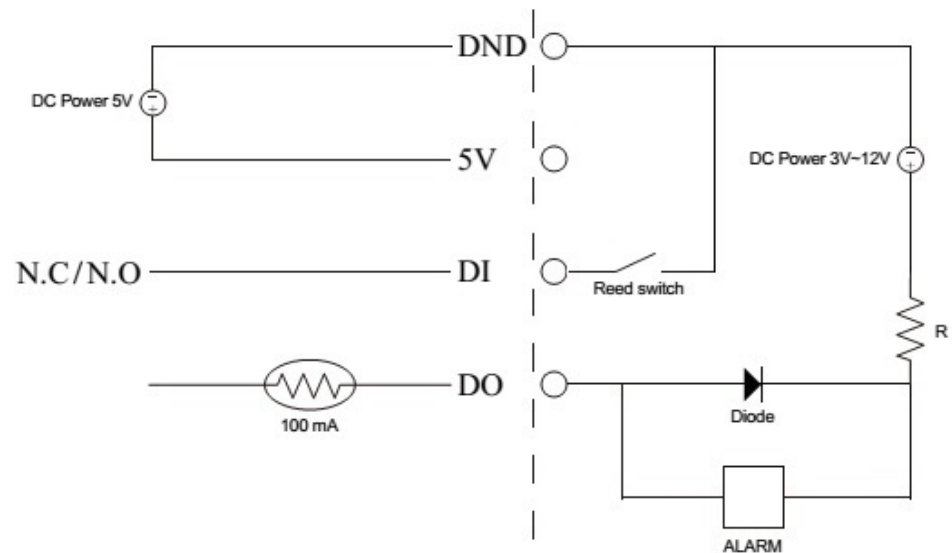 DND
DC Power 5V
−
+
5V
DC Power 3V~12V
−
+
N.C/N.O
DI
Reed switch
R
DO
100 mA
Diode
ALARM